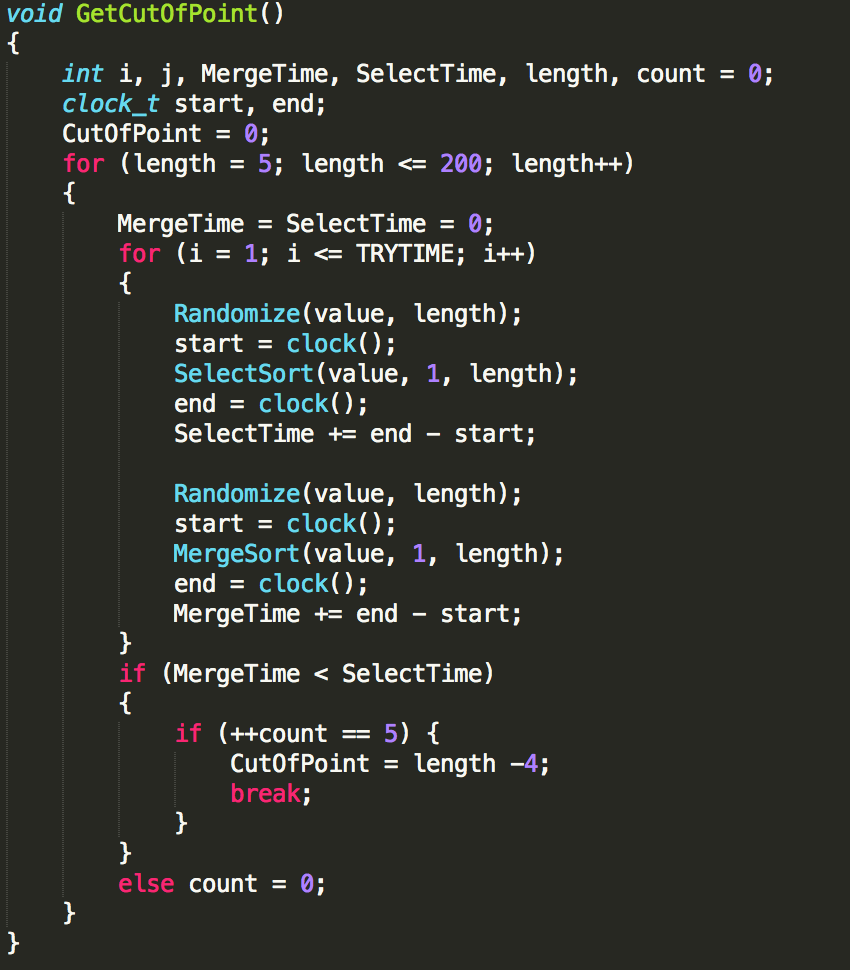 void GetCutOfPoint()
{
    int i, j, MergeTime, SelectTime, length, count = 0;
    clock_t start, end;
    CutOfPoint = 0;
    for (length = 5; length <= 200; length++)
    {
        MergeTime = SelectTime = 0;
        for (i = 1; i <= TRYTIME; i++)
        {
            Randomize(value, length);
            start = clock();
            SelectSort(value, 1, length);
            end = clock();
            SelectTime += end - start;

            Randomize(value, length);
            start = clock();
            MergeSort(value, 1, length);
            end = clock();
            MergeTime += end - start;
        }
        if (MergeTime < SelectTime)
        {
            if (++count == 5) {
                CutOfPoint = length -4;
                break;
            }
        }
        else count = 0;
    }
}